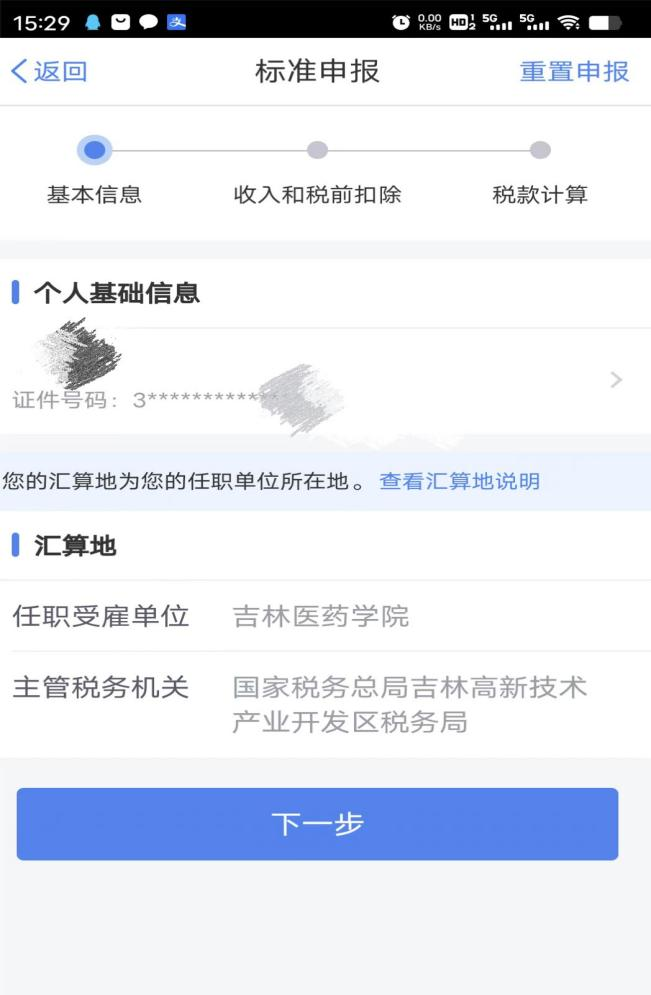 15:29 0.00 KB/s HD 1 2 5G 5G
返回 标准申报 重置申报
基本信息 收入和税前扣除 税款计算
个人基础信息
证件号码：3***********
您的汇算地为您的任职单位所在地。查看汇算地说明
汇算地
任职受雇单位 吉林医药学院
主管税务机关 国家税务总局吉林高新技术
产业开发区税务局
下一步